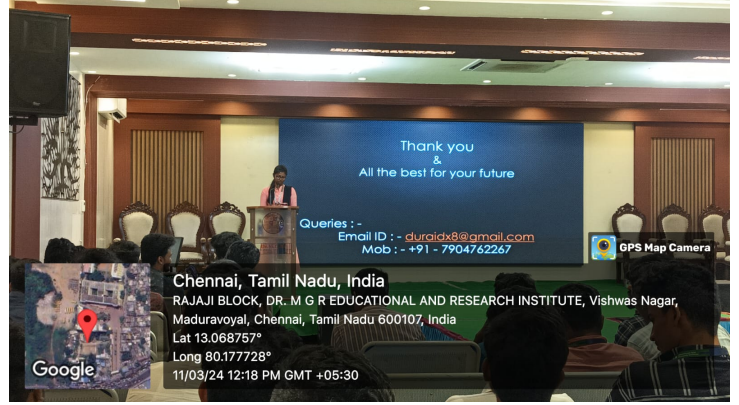 Thank you
&
All the best for your future
Queries : -
Email ID : - duraidx8@gmail.com
Mob : - +91 - 7904762267
GPS Map Camera
Chennai, Tamil Nadu, India
RAJAJI BLOCK, DR. M G R EDUCATIONAL AND RESEARCH INSTITUTE, Vishwas Nagar,
Maduravoyal, Chennai, Tamil Nadu 600107, India
Lat 13.068757°
Long 80.177728°
11/03/24 12:18 PM GMT +05:30
Google